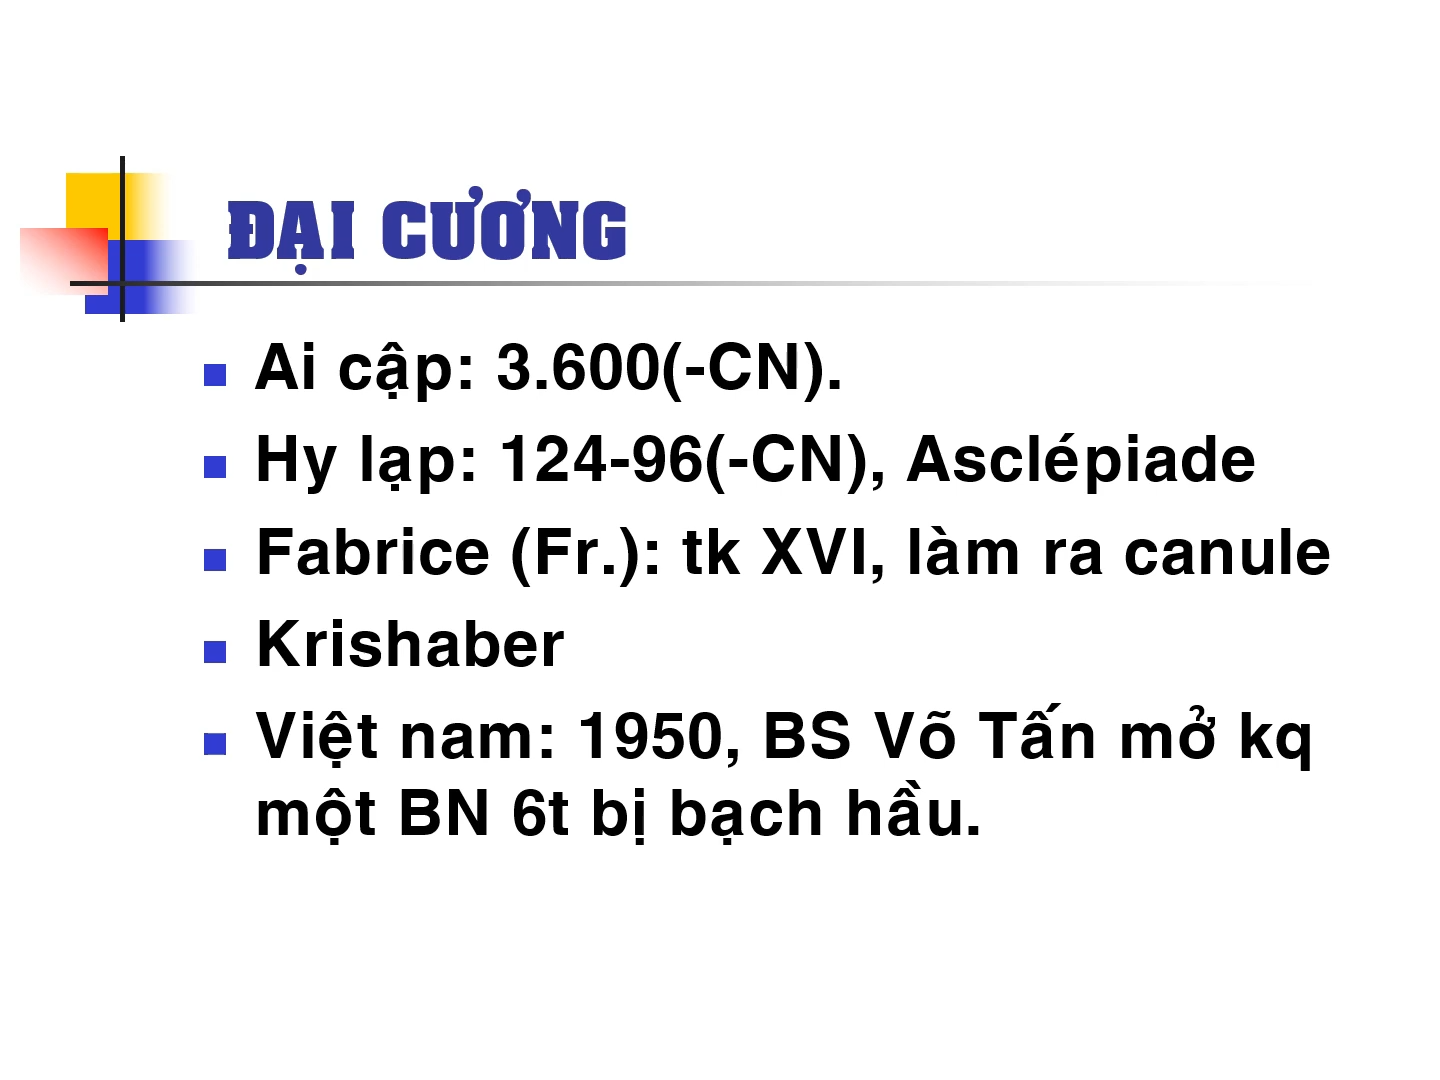 ĐẠI CƯƠNG
Ai cập: 3.600(-CN).
Hy lạp: 124-96(-CN), Asclépiade
Fabrice (Fr.): tk XVI, làm ra canule
Krishaber
Việt nam: 1950, BS Võ Tấn mở kq
một BN 6t bị bạch hầu.